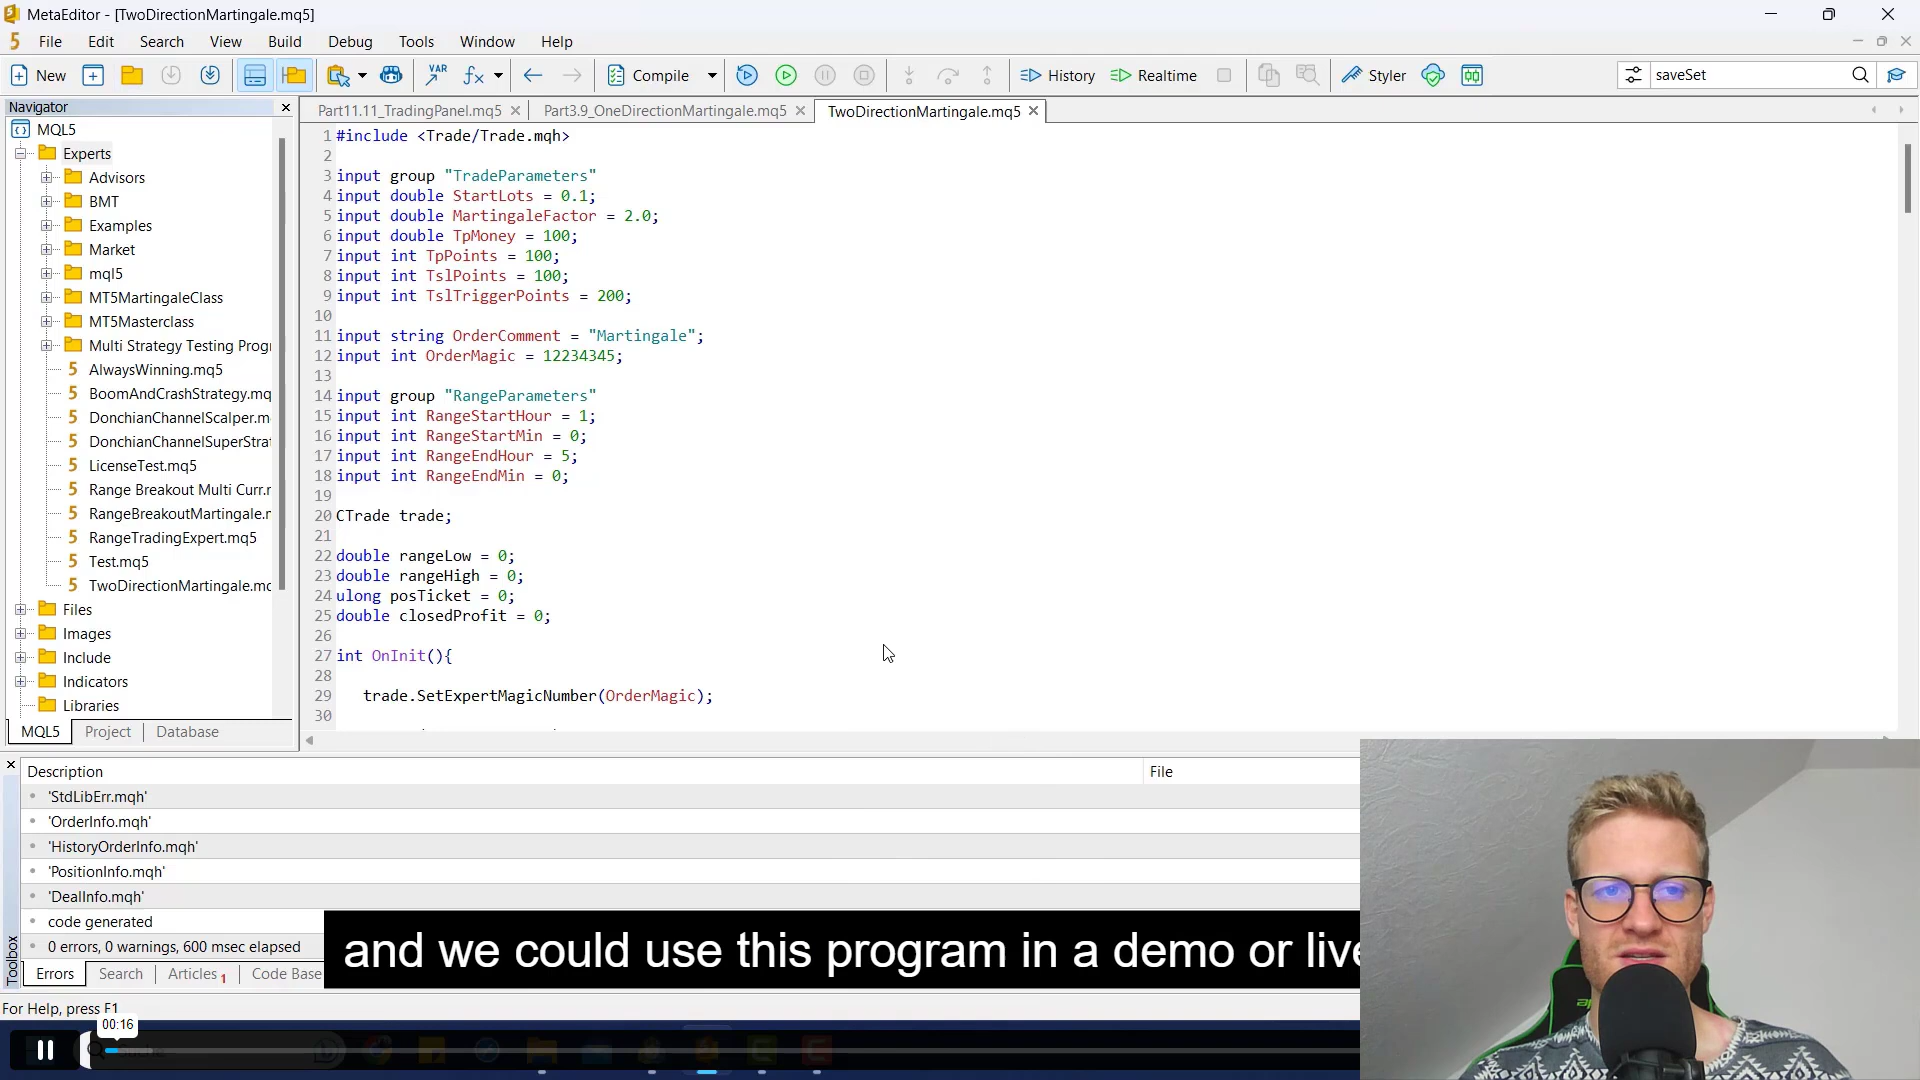 MetaEditor - [TwoDirectionMartingale.mq5]
File Edit Search View Build Debug Tools Window Help
New VAR fx Compile History Realtime Styler saveSet
Navigator
Part11.11_TradingPanel.mq5 Part3.9_OneDirectionMartingale.mq5 TwoDirectionMartingale.mq5
MQL5
Experts
Advisors
BMT
Examples
Market
mql5
MT5MartingaleClass
MT5Masterclass
Multi Strategy Testing Progr
AlwaysWinning.mq5
BoomAndCrashStrategy.mq
DonchianChannelScalper.m
DonchianChannelSuperStrat
LicenseTest.mq5
Range Breakout Multi Curr.r
RangeBreakoutMartingale.r
RangeTradingExpert.mq5
Test.mq5
TwoDirectionMartingale.mc
Files
Images
Include
Indicators
Libraries
MQL5 Project Database
1 #include <Trade/Trade.mqh>
2
3 input group "TradeParameters"
4 input double StartLots = 0.1;
5 input double MartingaleFactor = 2.0;
6 input double TpMoney = 100;
7 input int TpPoints = 100;
8 input int TslPoints = 100;
9 input int TslTriggerPoints = 200;
10
11 input string OrderComment = "Martingale";
12 input int OrderMagic = 12234345;
13
14 input group "RangeParameters"
15 input int RangeStartHour = 1;
16 input int RangeStartMin = 0;
17 input int RangeEndHour = 5;
18 input int RangeEndMin = 0;
19
20 CTrade trade;
21
22 double rangeLow = 0;
23 double rangeHigh = 0;
24 ulong posTicket = 0;
25 double closedProfit = 0;
26
27 int OnInit(){
28
29 trade.SetExpertMagicNumber(OrderMagic);
30
Description File
'StdLibErr.mqh'
'OrderInfo.mqh'
'HistoryOrderInfo.mqh'
'PositionInfo.mqh'
'DealInfo.mqh'
code generated
0 errors, 0 warnings, 600 msec elapsed
Toolbox
Errors Search Articles 1 Code Base
and we could use this program in a demo or live
For Help, press F1
00:16